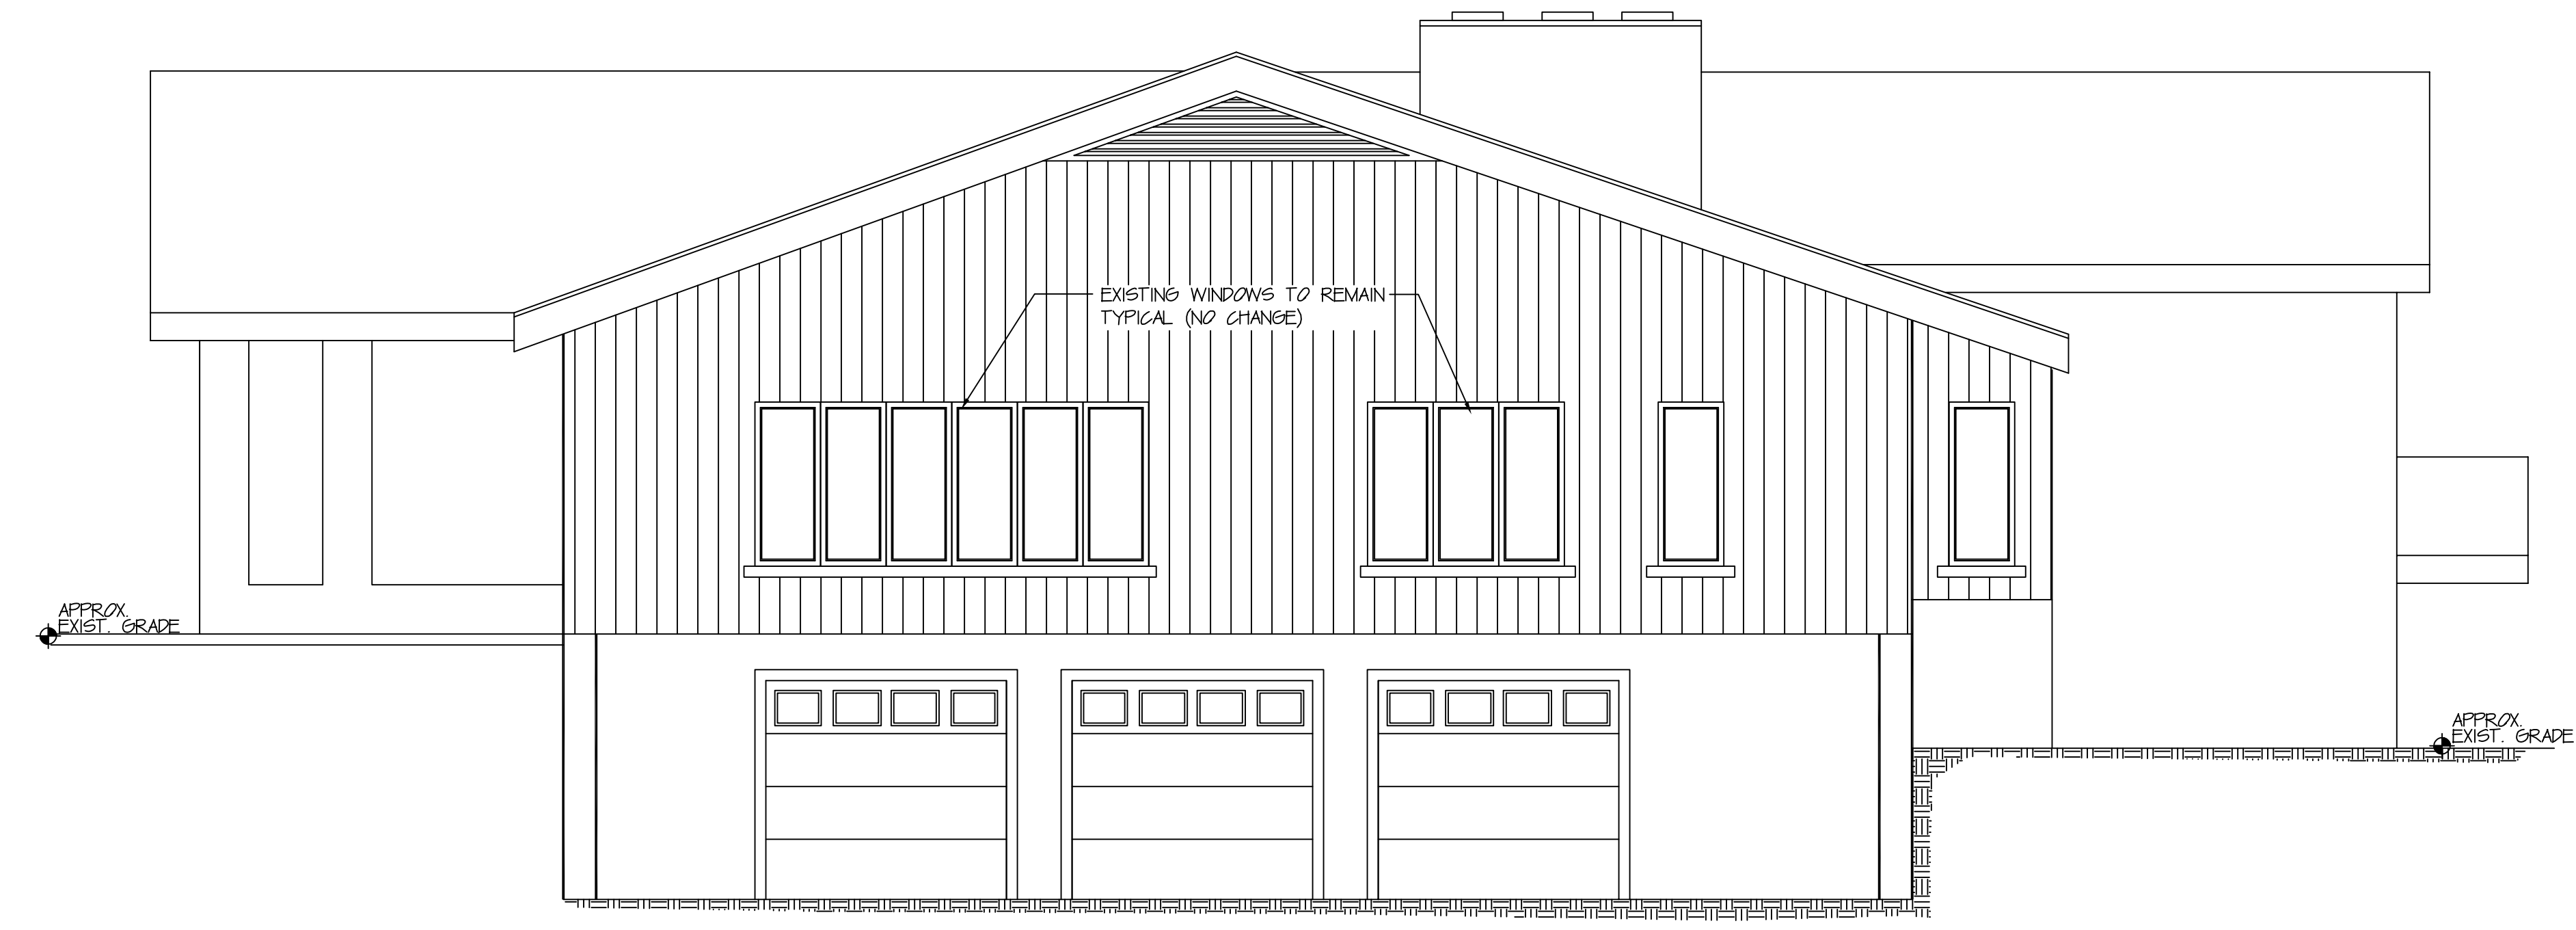 EXISTING WINDOWS TO REMAIN
TYPICAL (NO CHANGE)
APPROX.
EXIST. GRADE
APPROX.
EXIST. GRADE